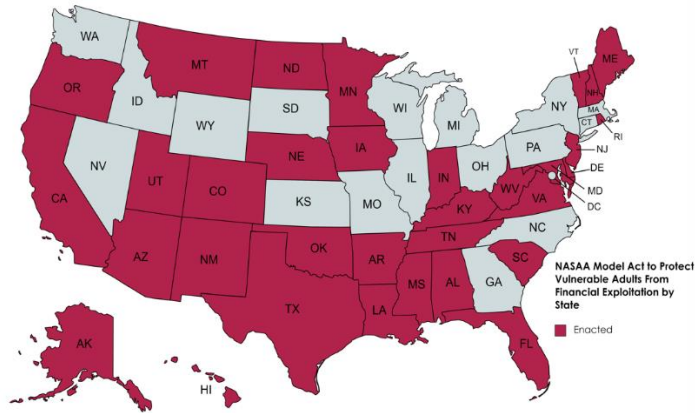 WA
MT
ND
MN
OR
ID
SD
WI
MI
NY
VT
NH
ME
MA
CT
RI
WY
NE
IA
IL
IN
OH
PA
NJ
NV
UT
CO
KS
MO
KY
WV
VA
DE
MD
DC
CA
AZ
NM
OK
AR
TN
NC
SC
TX
LA
MS
AL
GA
FL
AK
HI
NASAA Model Act to Protect
Vulnerable Adults From
Financial Exploitation by
State
Enacted